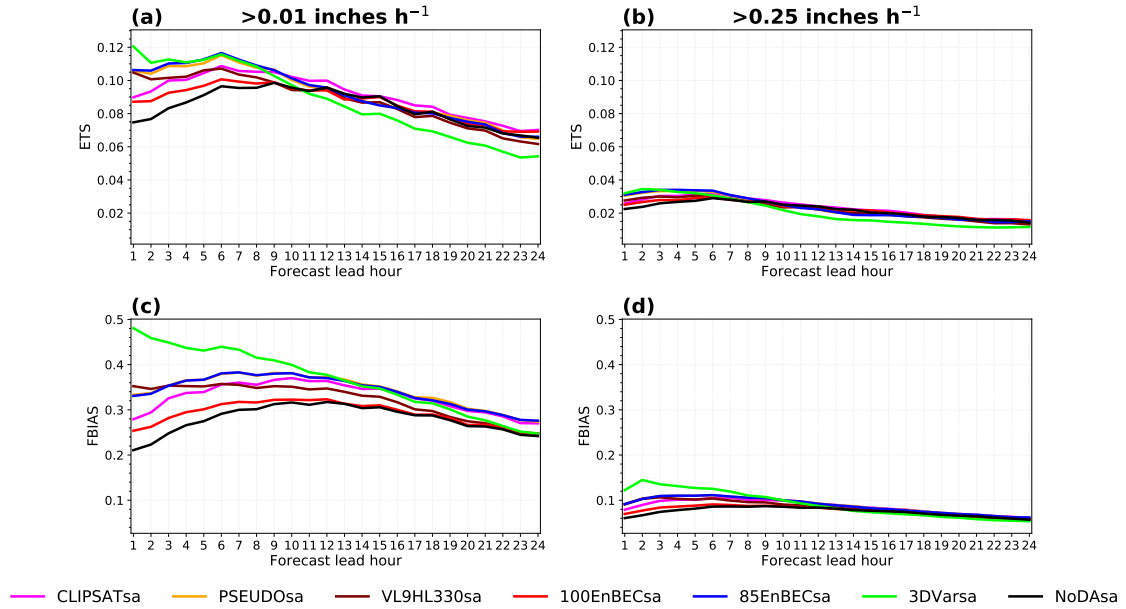 (a) >0.01 inches h⁻¹
(b) >0.25 inches h⁻¹
ETS
0.12
0.10
0.08
0.06
0.04
0.02
1 2 3 4 5 6 7 8 9 10 11 12 13 14 15 16 17 18 19 20 21 22 23 24
Forecast lead hour
ETS
0.12
0.10
0.08
0.06
0.04
0.02
1 2 3 4 5 6 7 8 9 10 11 12 13 14 15 16 17 18 19 20 21 22 23 24
Forecast lead hour
(c)
FBIAS
0.5
0.4
0.3
0.2
0.1
1 2 3 4 5 6 7 8 9 10 11 12 13 14 15 16 17 18 19 20 21 22 23 24
Forecast lead hour
(d)
FBIAS
0.5
0.4
0.3
0.2
0.1
1 2 3 4 5 6 7 8 9 10 11 12 13 14 15 16 17 18 19 20 21 22 23 24
Forecast lead hour
CLIPSATsa PSEUDOsa VL9HL330sa 100EnBECsa 85EnBECsa 3DVarsa NoDAsa